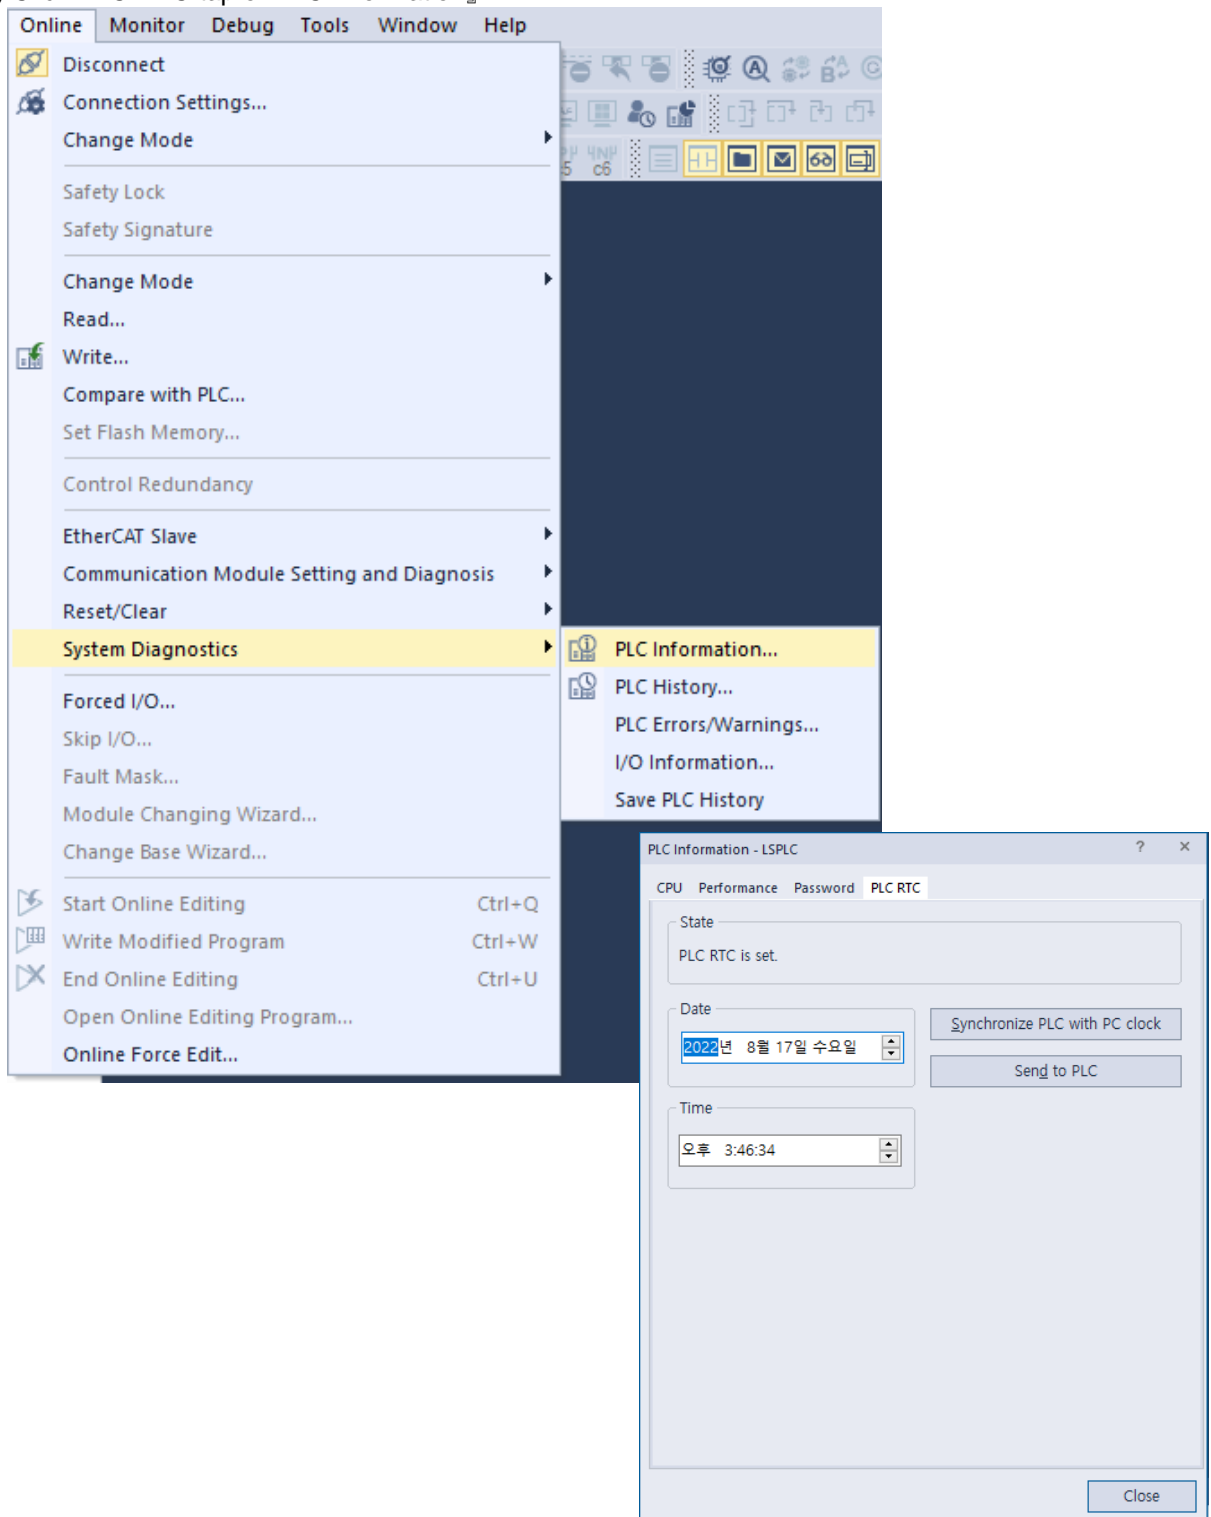 Online Monitor Debug Tools Window Help
Disconnect
Connection Settings...
Change Mode
Safety Lock
Safety Signature
Change Mode
Read...
Write...
Compare with PLC...
Set Flash Memory...
Control Redundancy
EtherCAT Slave
Communication Module Setting and Diagnosis
Reset/Clear
System Diagnostics
PLC Information...
PLC History...
PLC Errors/Warnings...
I/O Information...
Save PLC History
Forced I/O...
Skip I/O...
Fault Mask...
Module Changing Wizard...
Change Base Wizard...
Start Online Editing Ctrl+Q
Write Modified Program Ctrl+W
End Online Editing Ctrl+U
Open Online Editing Program...
Online Force Edit...
PLC Information - LSPLC ? ×
CPU Performance Password PLC RTC
State
PLC RTC is set.
Date
2022년 8월 17일 수요일
Synchronize PLC with PC clock
Send to PLC
Time
오후 3:46:34
Close